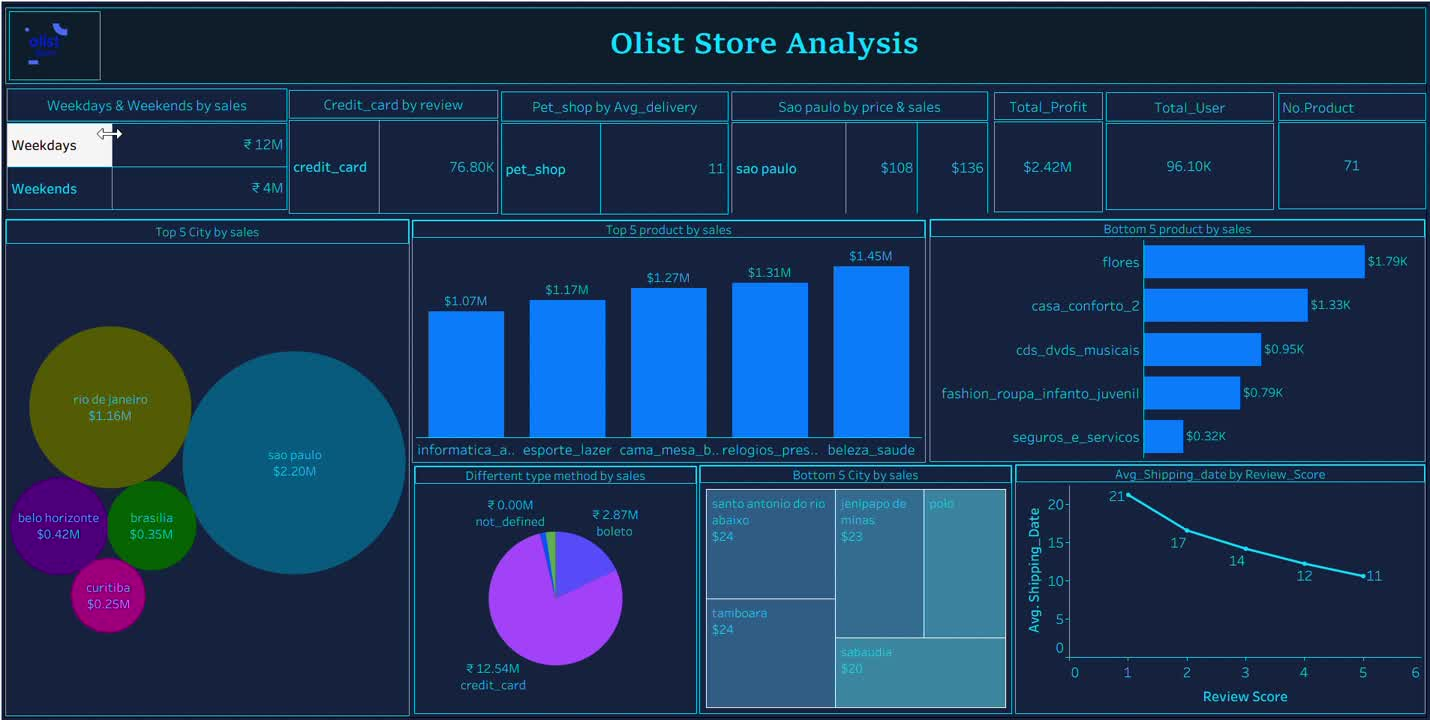 olist
Olist Store Analysis
Weekdays & Weekends by sales
Weekdays
₹ 12M
Weekends
₹ 4M
Credit_card by review
credit_card
76.80K
Pet_shop by Avg_delivery
pet_shop
11
Sao paulo by price & sales
sao paulo
$108
$136
Total_Profit
$2.42M
Total_User
96.10K
No.Product
71
Top 5 City by sales
rio de janeiro
$1.16M
sao paulo
$2.20M
belo horizonte
$0.42M
brasilia
$0.35M
curitiba
$0.25M
Top 5 product by sales
$1.07M
$1.17M
$1.27M
$1.31M
$1.45M
informatica_a..
esporte_lazer
cama_mesa_b..
relogios_pres..
beleza_saude
Bottom 5 product by sales
flores
$1.79K
casa_conforto_2
$1.33K
cds_dvds_musicais
$0.95K
fashion_roupa_infanto_juvenil
$0.79K
seguros_e_servicos
$0.32K
Differtent type method by sales
₹ 0.00M
not_defined
₹ 2.87M
boleto
₹ 12.54M
credit_card
Bottom 5 City by sales
santo antonio do rio
abaixo
$24
tamboara
$24
jenipapo de
minas
$23
polo
sabaudia
$20
Avg_Shipping_date by Review_Score
Avg. Shipping_Date
20
15
10
5
0
21
17
14
12
11
0
1
2
3
4
5
6
Review Score